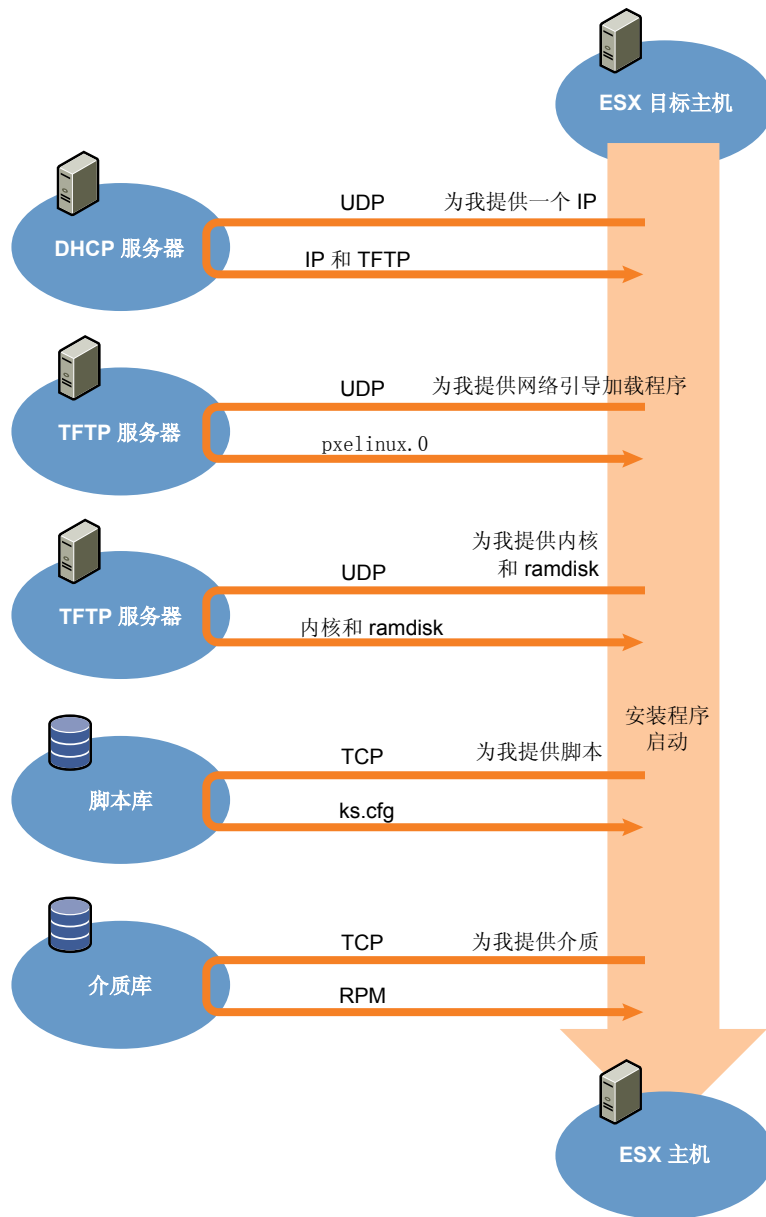 ESX 目标主机
UDP
为我提供一个 IP
DHCP 服务器
IP 和 TFTP
UDP
为我提供网络引导加载程序
TFTP 服务器
pxelinux.0
为我提供内核
和 ramdisk
UDP
TFTP 服务器
内核和 ramdisk
安装程序
启动
TCP
为我提供脚本
脚本库
ks.cfg
TCP
为我提供介质
介质库
RPM
ESX 主机